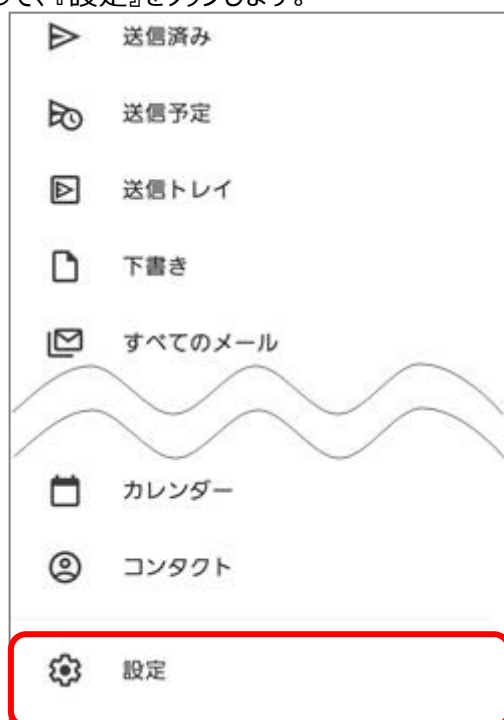 『設定』をタップします。
送信済み
送信予定
送信トレイ
下書き
すべてのメール
カレンダー
コンタクト
設定